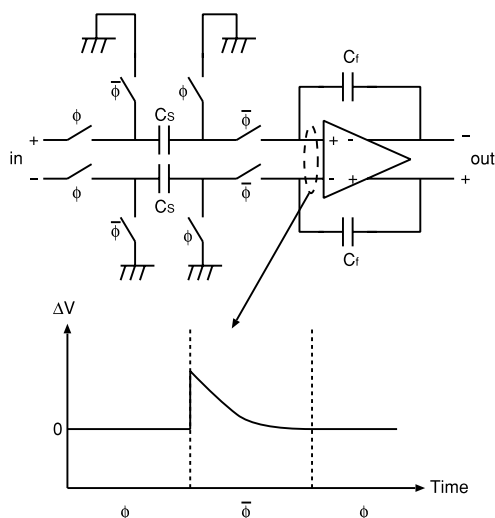 ϕ̅ ϕ Cf
ϕ Cs ϕ̅
+ + - −
in out
− - + +
ϕ Cs ϕ̅
ϕ̅ ϕ Cf
ΔV
0
Time
ϕ ϕ̅ ϕ